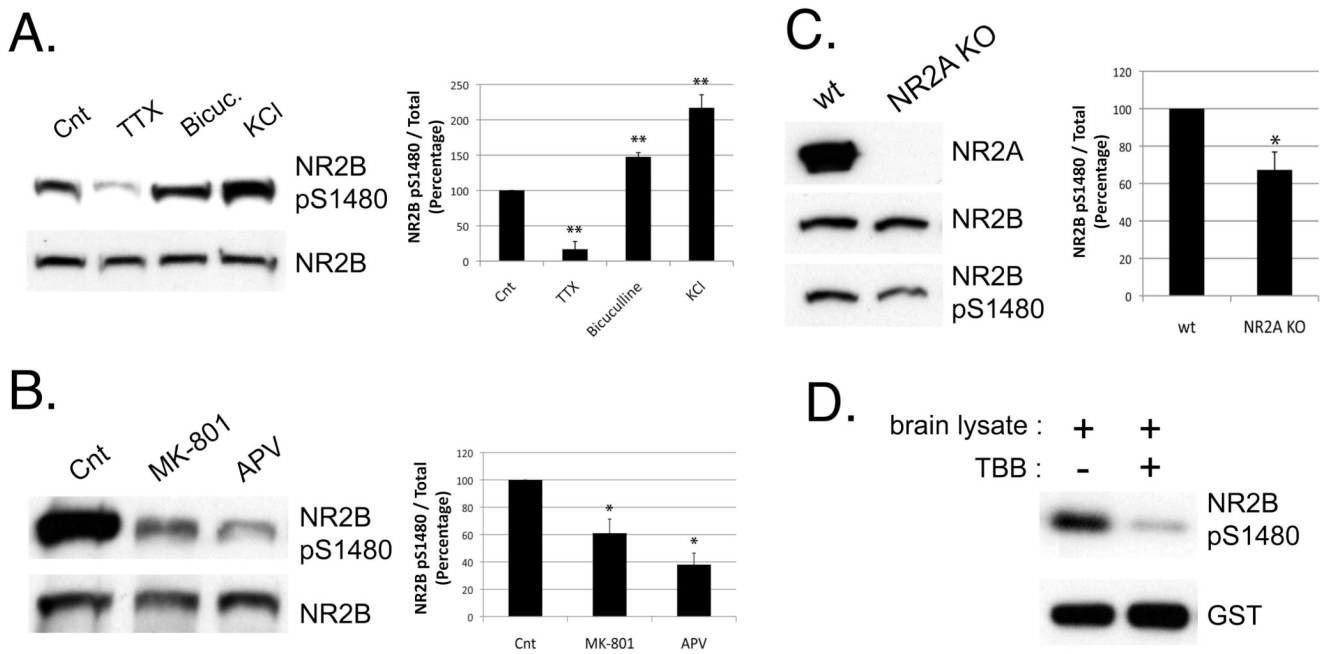 A.
Cnt
TTX
Bicuc.
KCl
NR2B
pS1480
NR2B
NR2B pS1480 / Total
(Percentage)
250
200
150
100
50
0
**
**
**
Cnt
TTX
Bicuculline
KCl
B.
Cnt
MK-801
APV
NR2B
pS1480
NR2B
NR2B pS1480 / Total
(Percentage)
120
100
80
60
40
20
0
*
*
Cnt
MK-801
APV
C.
wt
NR2A KO
NR2A
NR2B
NR2B
pS1480
NR2B pS1480 / Total
(Percentage)
120
100
80
60
40
20
0
*
wt
NR2A KO
D.
brain lysate : + +
TBB : - +
NR2B
pS1480
GST